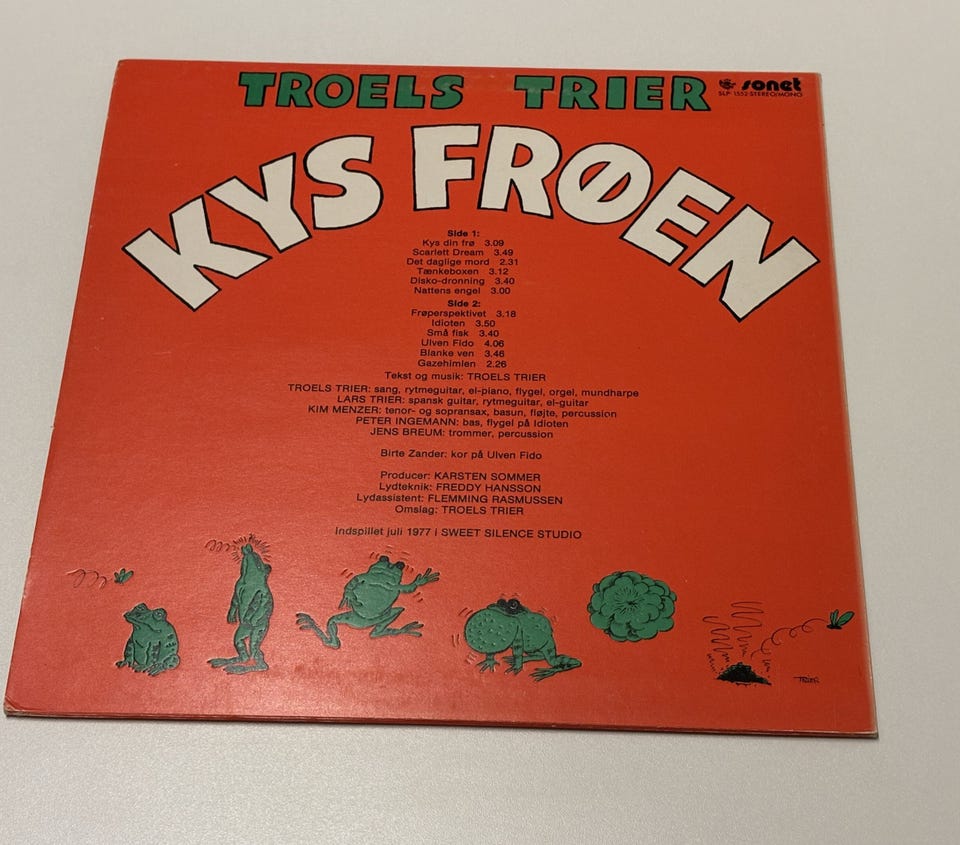 TROELS TRIER
sonet
SLP-1552-STEREO/MONO
KYS FRØEN
Side 1:
Kys din frø 3.09
Scarlett Dream 3.49
Det daglige mord 2.31
Tænkeboxen 3.12
Disko-dronning 3.40
Nattens engel 3.00
Side 2:
Frøperspektivet 3.18
Idioten 3.50
Små fisk 3.40
Ulven Fido 4.06
Blanke ven 3.46
Gazehimlen 2.26
Tekst og musik: TROELS TRIER
TROELS TRIER: sang, rytmeguitar, el-piano, flygel, orgel, mundharpe
LARS TRIER: spansk guitar, rytmeguitar, el-guitar
KIM MENZER: tenor- og sopransax, basun, fløjte, percussion
PETER INGEMANN: bas, flygel på Idioten
JENS BREUM: trommer, percussion
Birte Zander: kor på Ulven Fido
Producer: KARSTEN SOMMER
Lydteknik: FREDDY HANSSON
Lydassistent: FLEMMING RASMUSSEN
Omslag: TROELS TRIER
Indspillet juli 1977 i SWEET SILENCE STUDIO
TRIER